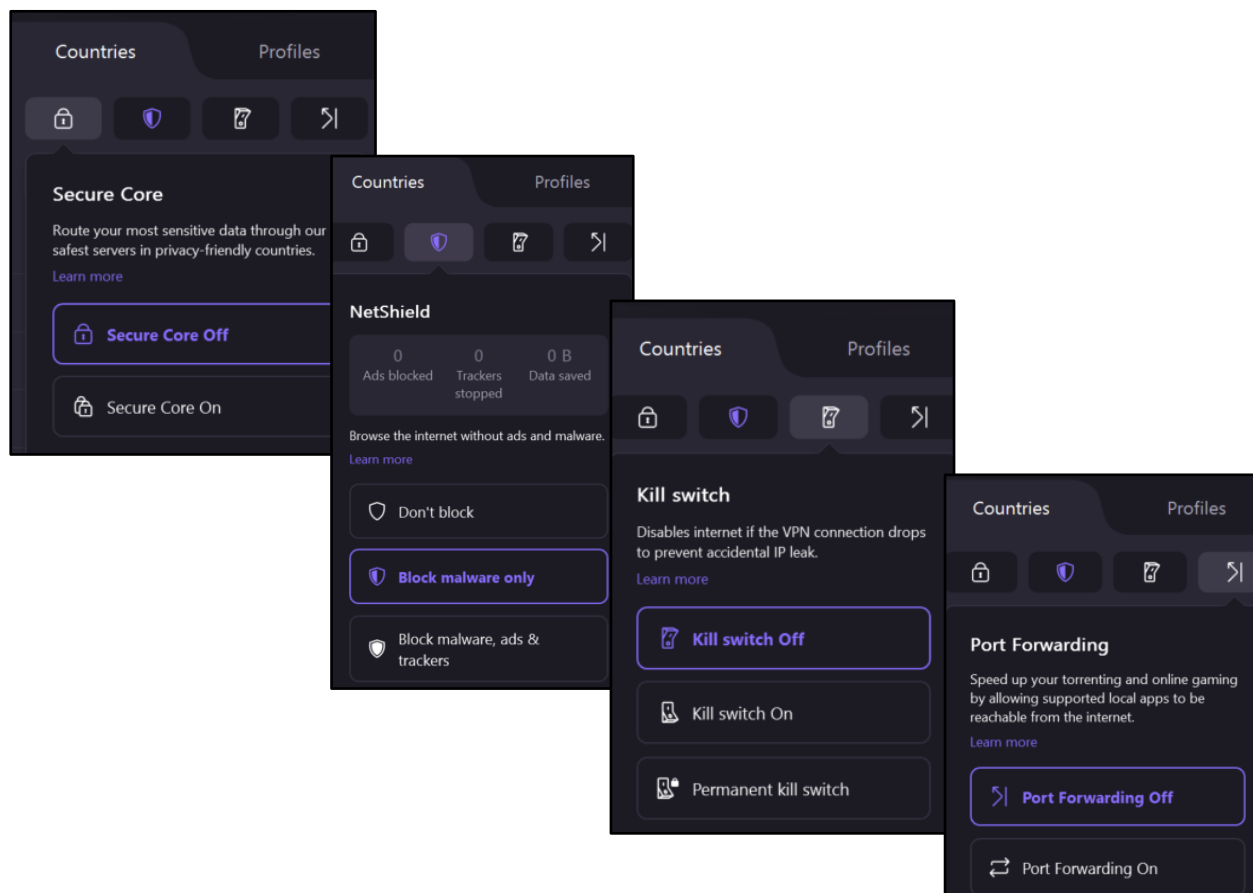 Countries
Profiles
Secure Core
Route your most sensitive data through our
safest servers in privacy-friendly countries.
Learn more
Secure Core Off
Secure Core On
Countries
Profiles
NetShield
0
0
0 B
Ads blocked
Trackers
stopped
Data saved
Browse the internet without ads and malware.
Learn more
Don't block
Block malware only
Block malware, ads &
trackers
Countries
Profiles
Kill switch
Disables internet if the VPN connection drops
to prevent accidental IP leak.
Learn more
Kill switch Off
Kill switch On
Permanent kill switch
Countries
Profiles
Port Forwarding
Speed up your torrenting and online gaming
by allowing supported local apps to be
reachable from the internet.
Learn more
Port Forwarding Off
Port Forwarding On